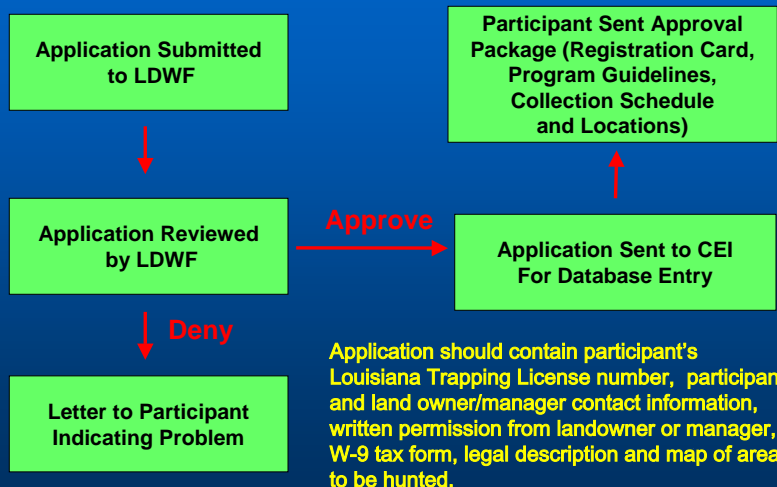 Application Submitted
to LDWF
Participant Sent Approval
Package (Registration Card,
Program Guidelines,
Collection Schedule
and Locations)
Application Reviewed
by LDWF
Approve
Application Sent to CEI
For Database Entry
Deny
Letter to Participant
Indicating Problem
Application should contain participant's
Louisiana Trapping License number, participan
and land owner/manager contact information,
written permission from landowner or manager,
W-9 tax form, legal description and map of area
to be hunted.